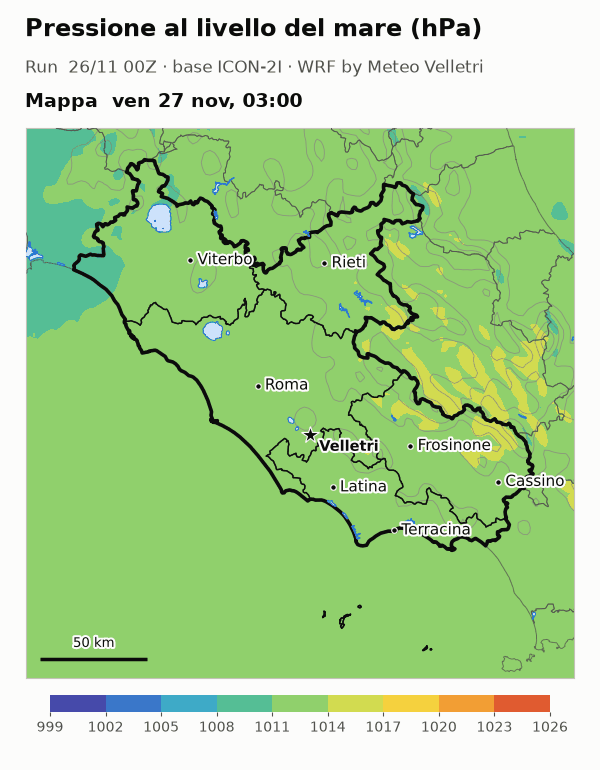 Pressione al livello del mare (hPa)
Run  26/11 00Z · base ICON-2I · WRF by Meteo Velletri
Mappa  ven 27 nov, 03:00
Viterbo
Rieti
Roma
Velletri
Frosinone
Cassino
Latina
Terracina
50 km
999 1002 1005 1008 1011 1014 1017 1020 1023 1026